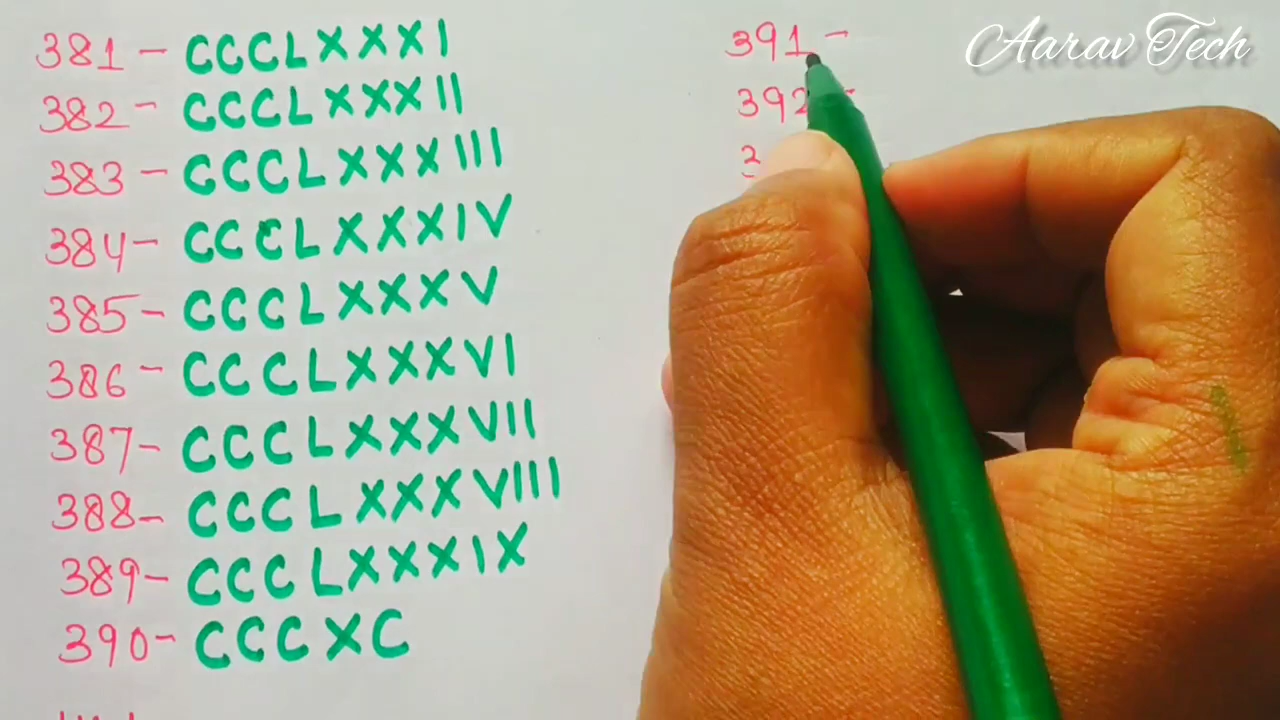 381 - CCCLXXXI
382 - CCCLXXXII
383 - CCCLXXXIII
384 - CCCLXXXIV
385 - CCCLXXXV
386 - CCCLXXXVI
387 - CCCLXXXVII
388 - CCCLXXXVIII
389 - CCCLXXXIX
390 - CCCXC
391 -
392 -
3
Aarav Tech